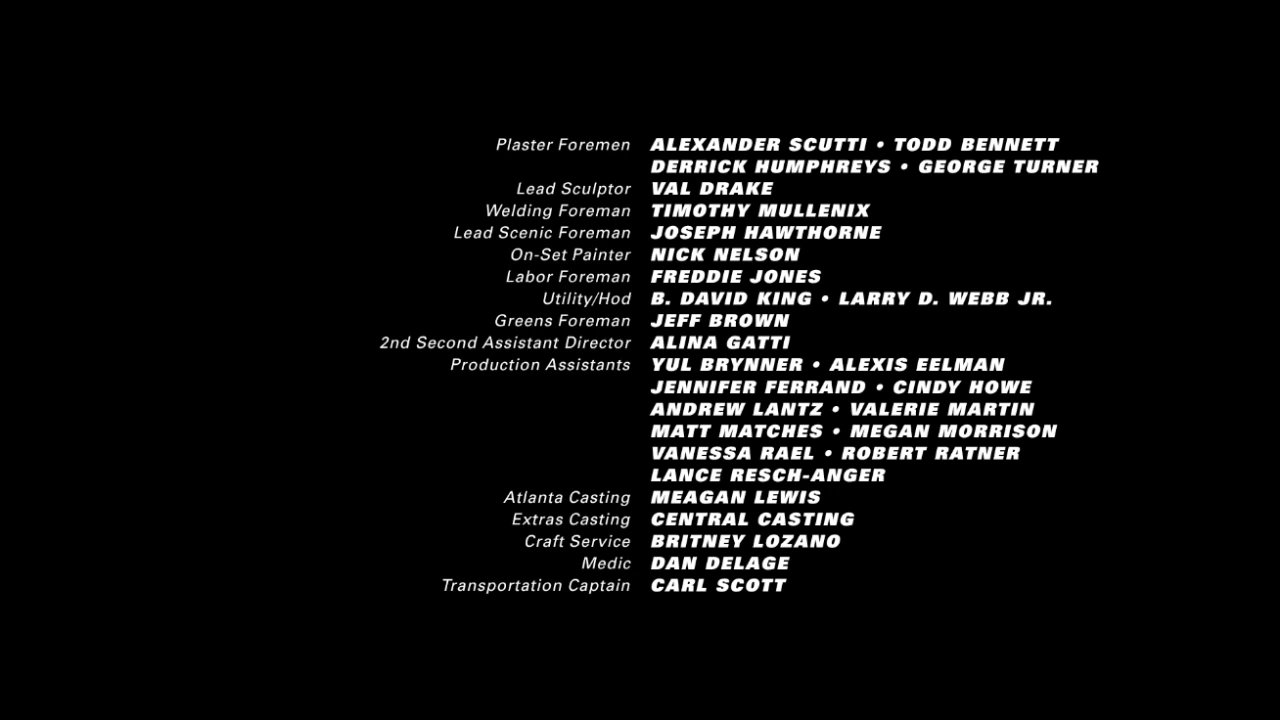 Plaster Foremen ALEXANDER SCUTTI • TODD BENNETT
DERRICK HUMPHREYS • GEORGE TURNER
Lead Sculptor VAL DRAKE
Welding Foreman TIMOTHY MULLENIX
Lead Scenic Foreman JOSEPH HAWTHORNE
On-Set Painter NICK NELSON
Labor Foreman FREDDIE JONES
Utility/Hod B. DAVID KING • LARRY D. WEBB JR.
Greens Foreman JEFF BROWN
2nd Second Assistant Director ALINA GATTI
Production Assistants YUL BRYNNER • ALEXIS EELMAN
JENNIFER FERRAND • CINDY HOWE
ANDREW LANTZ • VALERIE MARTIN
MATT MATCHES • MEGAN MORRISON
VANESSA RAEL • ROBERT RATNER
LANCE RESCH-ANGER
Atlanta Casting MEAGAN LEWIS
Extras Casting CENTRAL CASTING
Craft Service BRITNEY LOZANO
Medic DAN DELAGE
Transportation Captain CARL SCOTT